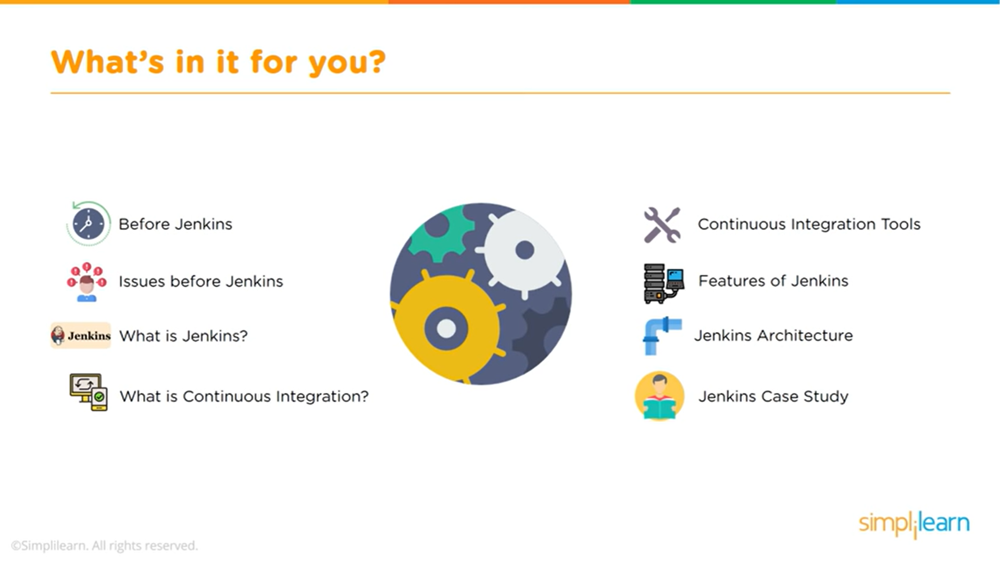 What's in it for you?
Before Jenkins
Issues before Jenkins
Jenkins
What is Jenkins?
What is Continuous Integration?
Continuous Integration Tools
Features of Jenkins
Jenkins Architecture
Jenkins Case Study
simplilearn
©Simplilearn. All rights reserved.